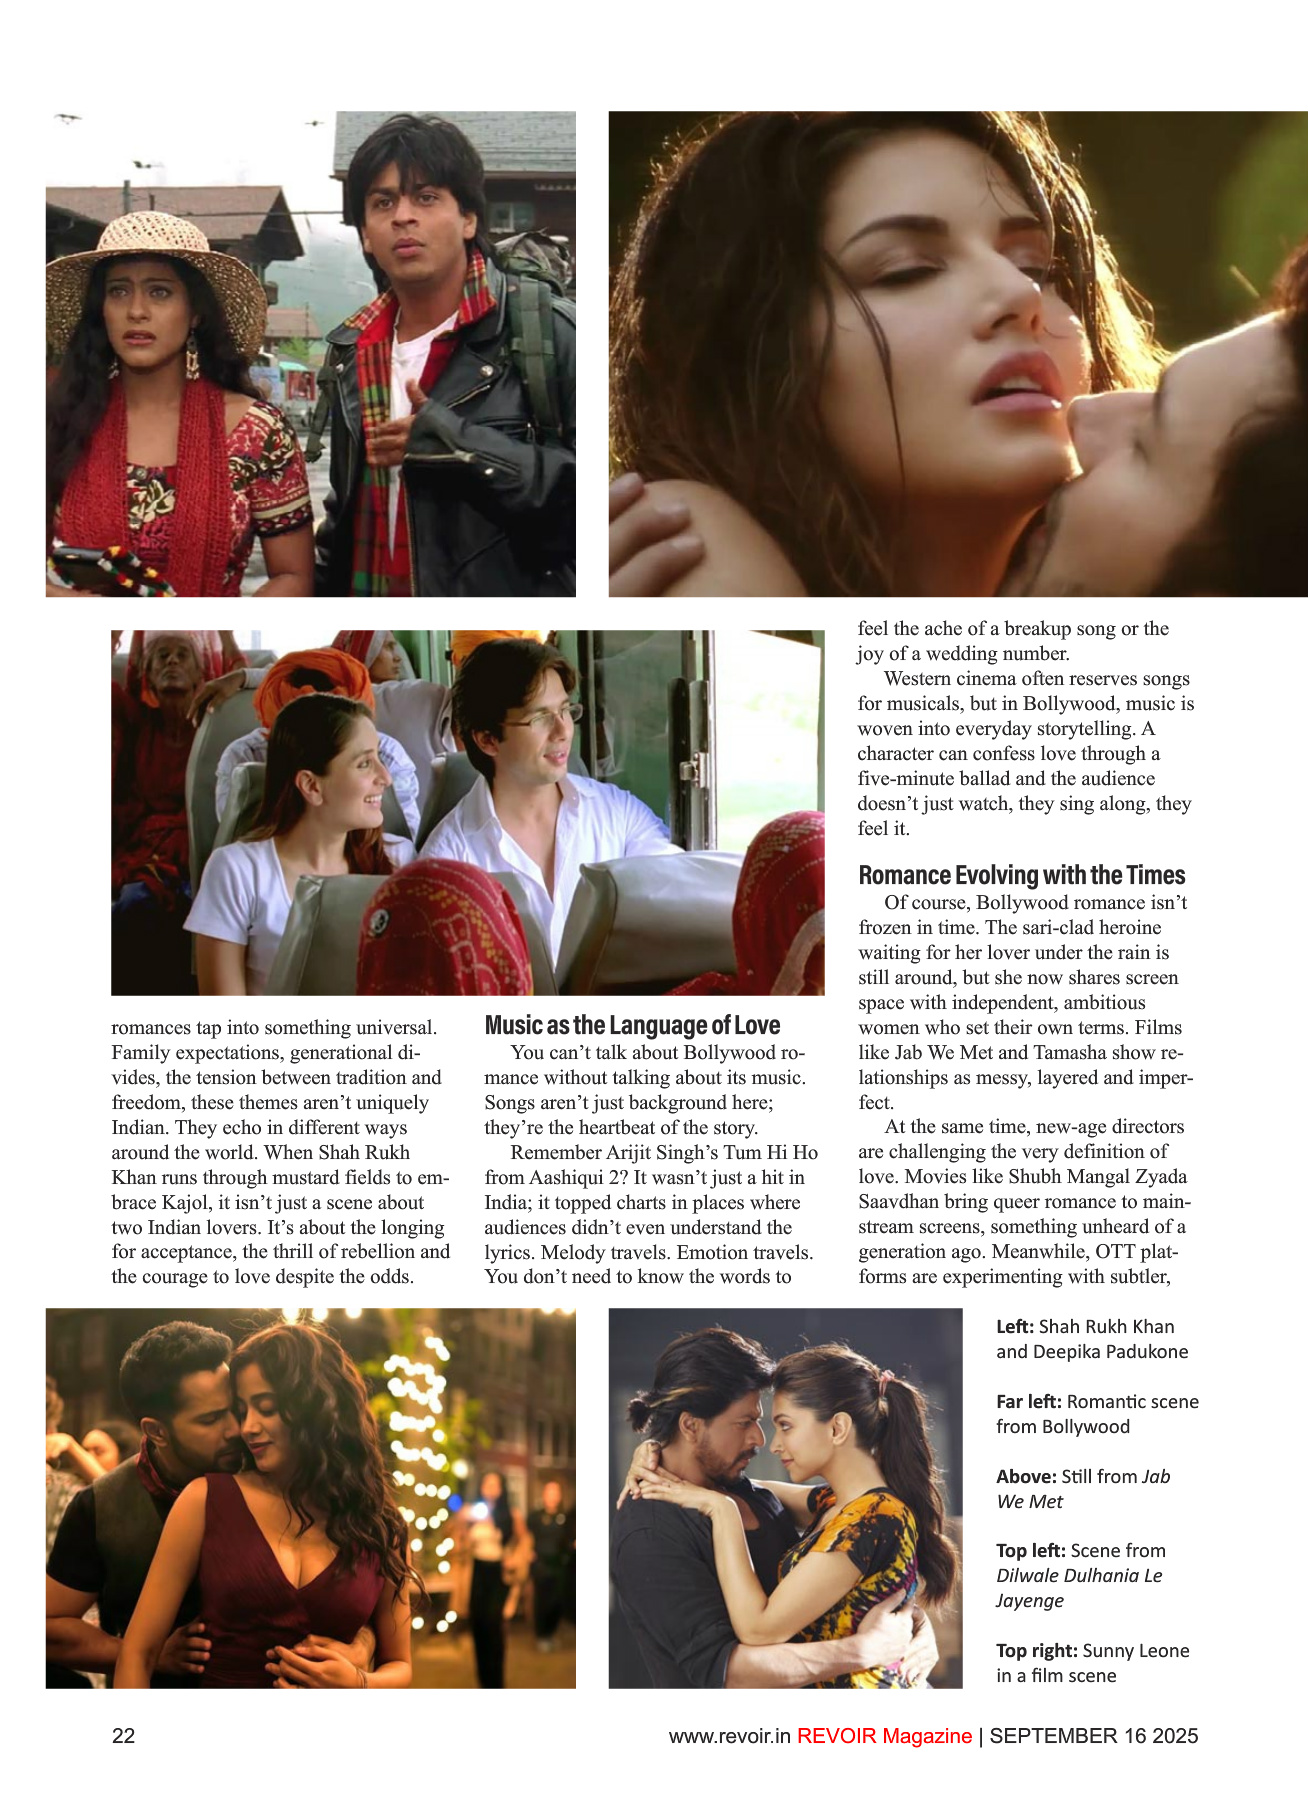 romances tap into something universal.
Family expectations, generational di-
vides, the tension between tradition and
freedom, these themes aren’t uniquely
Indian. They echo in different ways
around the world. When Shah Rukh
Khan runs through mustard fields to em-
brace Kajol, it isn’t just a scene about
two Indian lovers. It’s about the longing
for acceptance, the thrill of rebellion and
the courage to love despite the odds.
Music as the Language of Love
You can’t talk about Bollywood ro-
mance without talking about its music.
Songs aren’t just background here;
they’re the heartbeat of the story.
Remember Arijit Singh’s Tum Hi Ho
from Aashiqui 2? It wasn’t just a hit in
India; it topped charts in places where
audiences didn’t even understand the
lyrics. Melody travels. Emotion travels.
You don’t need to know the words to
feel the ache of a breakup song or the
joy of a wedding number.
Western cinema often reserves songs
for musicals, but in Bollywood, music is
woven into everyday storytelling. A
character can confess love through a
five-minute ballad and the audience
doesn’t just watch, they sing along, they
feel it.
Romance Evolving with the Times
Of course, Bollywood romance isn’t
frozen in time. The sari-clad heroine
waiting for her lover under the rain is
still around, but she now shares screen
space with independent, ambitious
women who set their own terms. Films
like Jab We Met and Tamasha show re-
lationships as messy, layered and imper-
fect.
At the same time, new-age directors
are challenging the very definition of
love. Movies like Shubh Mangal Zyada
Saavdhan bring queer romance to main-
stream screens, something unheard of a
generation ago. Meanwhile, OTT plat-
forms are experimenting with subtler,
Left: Shah Rukh Khan
and Deepika Padukone
Far left: Romantic scene
from Bollywood
Above: Still from Jab
We Met
Top left: Scene from
Dilwale Dulhania Le
Jayenge
Top right: Sunny Leone
in a film scene
22
www.revoir.in REVOIR Magazine | SEPTEMBER 16 2025